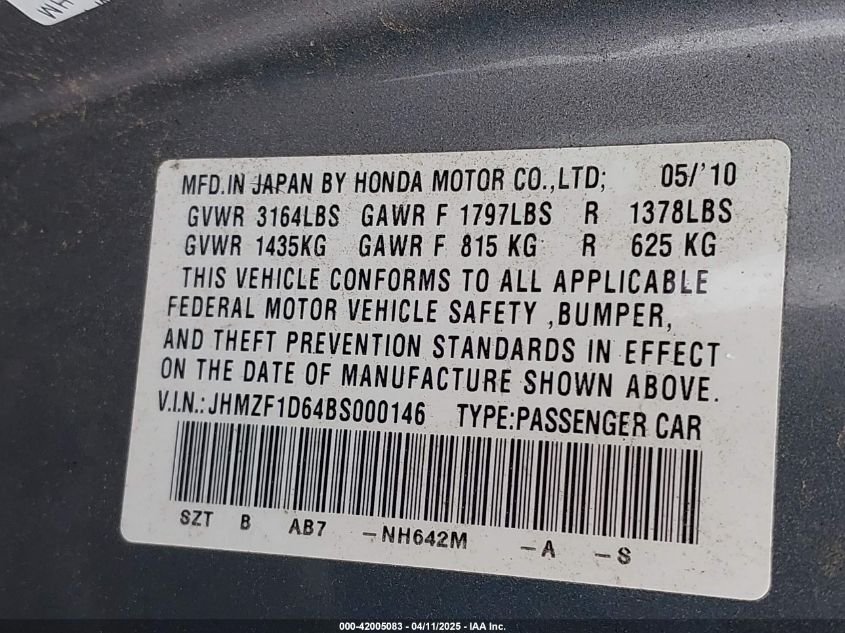 MFD.IN JAPAN BY HONDA MOTOR CO.,LTD; 05/'10
GVWR 3164LBS GAWR F 1797LBS R 1378LBS
GVWR 1435KG GAWR F 815 KG R 625 KG
THIS VEHICLE CONFORMS TO ALL APPLICABLE
FEDERAL MOTOR VEHICLE SAFETY ,BUMPER,
AND THEFT PREVENTION STANDARDS IN EFFECT
ON THE DATE OF MANUFACTURE SHOWN ABOVE.
V.I.N.: JHMZF1D64BS000146 TYPE:PASSENGER CAR
SZT B AB7 -NH642M -A -S
000-42005083 - 04/11/2025 - IAA Inc.